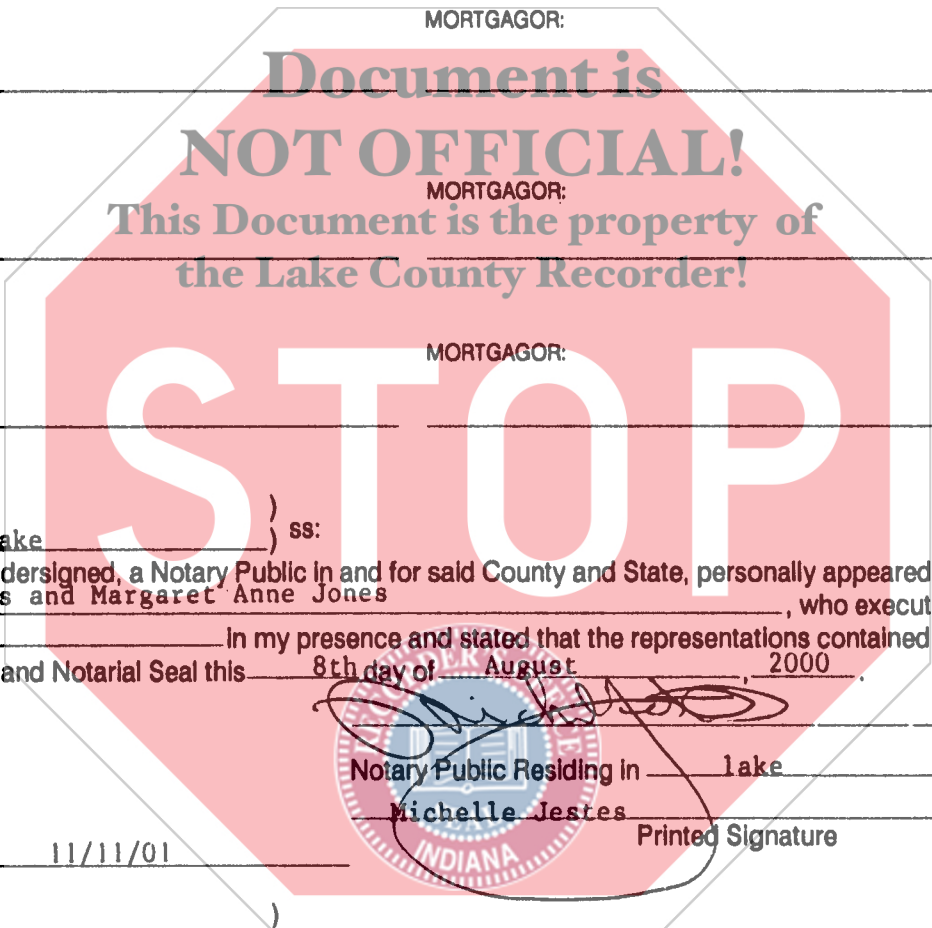 MORTGAGOR:
Document is
NOT OFFICIAL!
MORTGAGOR:
This Document is the property of
the Lake County Recorder!
MORTGAGOR:
STOP
)
ake ) ss:
dersigned, a Notary Public in and for said County and State, personally appeared
s and Margaret Anne Jones , who execut
in my presence and stated that the representations contained
and Notarial Seal this 8th day of August , 2000 .
Notary Public Residing in lake
Michelle Jestes
Printed Signature
RECORDER'S OFFICE
SEAL
INDIANA
11/11/01
)